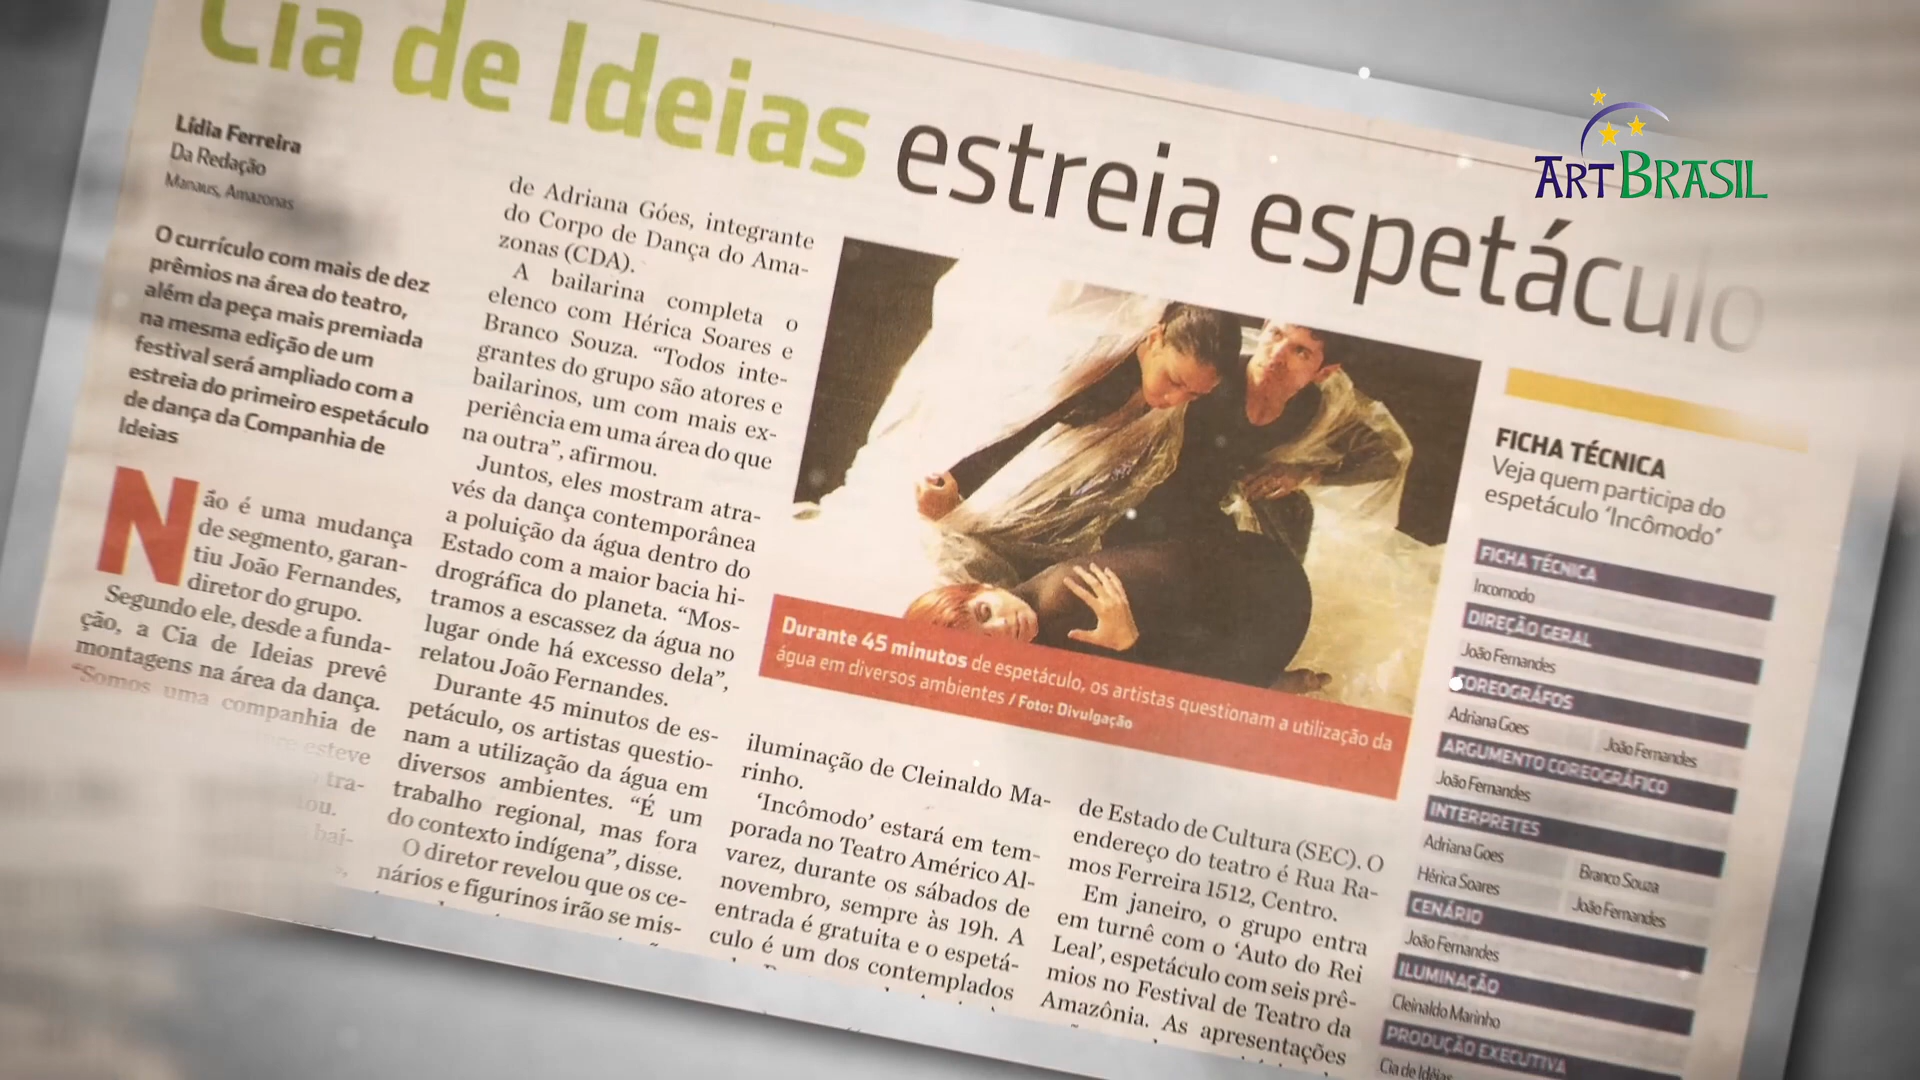 Cia de Ideias estreia espetáculo
ART BRASIL
Lídia Ferreira
Da Redação
Manaus, Amazonas
O currículo com mais de dez
prêmios na área do teatro,
além da peça mais premiada
na mesma edição de um
festival será ampliado com a
estreia do primeiro espetáculo
de dança da Companhia de
Ideias
Não é uma mudança
de segmento, garan-
tiu João Fernandes,
diretor do grupo.
Segundo ele, desde a funda-
ção, a Cia de Ideias prevê
montagens na área da dança.
“Somos uma companhia de
esteve
tra-
bai-
de Adriana Góes, integrante
do Corpo de Dança do Ama-
zonas (CDA).
A bailarina completa o
elenco com Hérica Soares e
Branco Souza. “Todos inte-
grantes do grupo são atores e
bailarinos, um com mais ex-
periência em uma área do que
na outra”, afirmou.
Juntos, eles mostram atra-
vés da dança contemporânea
a poluição da água dentro do
Estado com a maior bacia hi-
drográfica do planeta. “Mos-
tramos a escassez da água no
lugar onde há excesso dela”,
relatou João Fernandes.
Durante 45 minutos de es-
petáculo, os artistas questio-
nam a utilização da água em
diversos ambientes. “É um
trabalho regional, mas fora
do contexto indígena”, disse.
O diretor revelou que os ce-
nários e figurinos irão se mis-
Durante 45 minutos de espetáculo, os artistas questionam a utilização da
água em diversos ambientes / Foto: Divulgação
iluminação de Cleinaldo Ma-
rinho.
‘Incômodo’ estará em tem-
porada no Teatro Américo Al-
varez, durante os sábados de
novembro, sempre às 19h. A
entrada é gratuita e o espetá-
culo é um dos contemplados
de Estado de Cultura (SEC). O
endereço do teatro é Rua Ra-
mos Ferreira 1512, Centro.
Em janeiro, o grupo entra
em turnê com o ‘Auto do Rei
Leal’, espetáculo com seis prê-
mios no Festival de Teatro da
Amazônia. As apresentações
FICHA TÉCNICA
Veja quem participa do
espetáculo ‘Incômodo’
FICHA TÉCNICA
Incomodo
DIREÇÃO GERAL
João Fernandes
COREOGRÁFOS
Adriana Goes João Fernandes
ARGUMENTO COREOGRÁFICO
João Fernandes
INTERPRETES
Adriana Goes Branco Souza
Hérica Soares João Fernandes
CENÁRIO
João Fernandes
ILUMINAÇÃO
Cleinaldo Marinho
PRODUÇÃO EXECUTIVA
Cia de Idéias